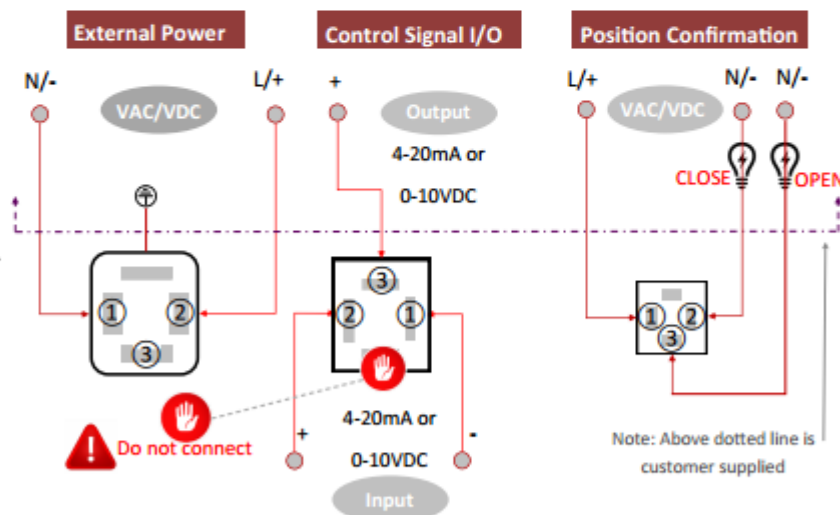 External Power
Control Signal I/O
Position Confirmation
N/-
L/+
+
L/+
N/-
N/-
VAC/VDC
Output
VAC/VDC
4-20mA or
0-10VDC
CLOSE
OPEN
1
2
3
3
2
1
1
2
3
Do not connect
+
4-20mA or
0-10VDC
-
Input
Note: Above dotted line is
customer supplied